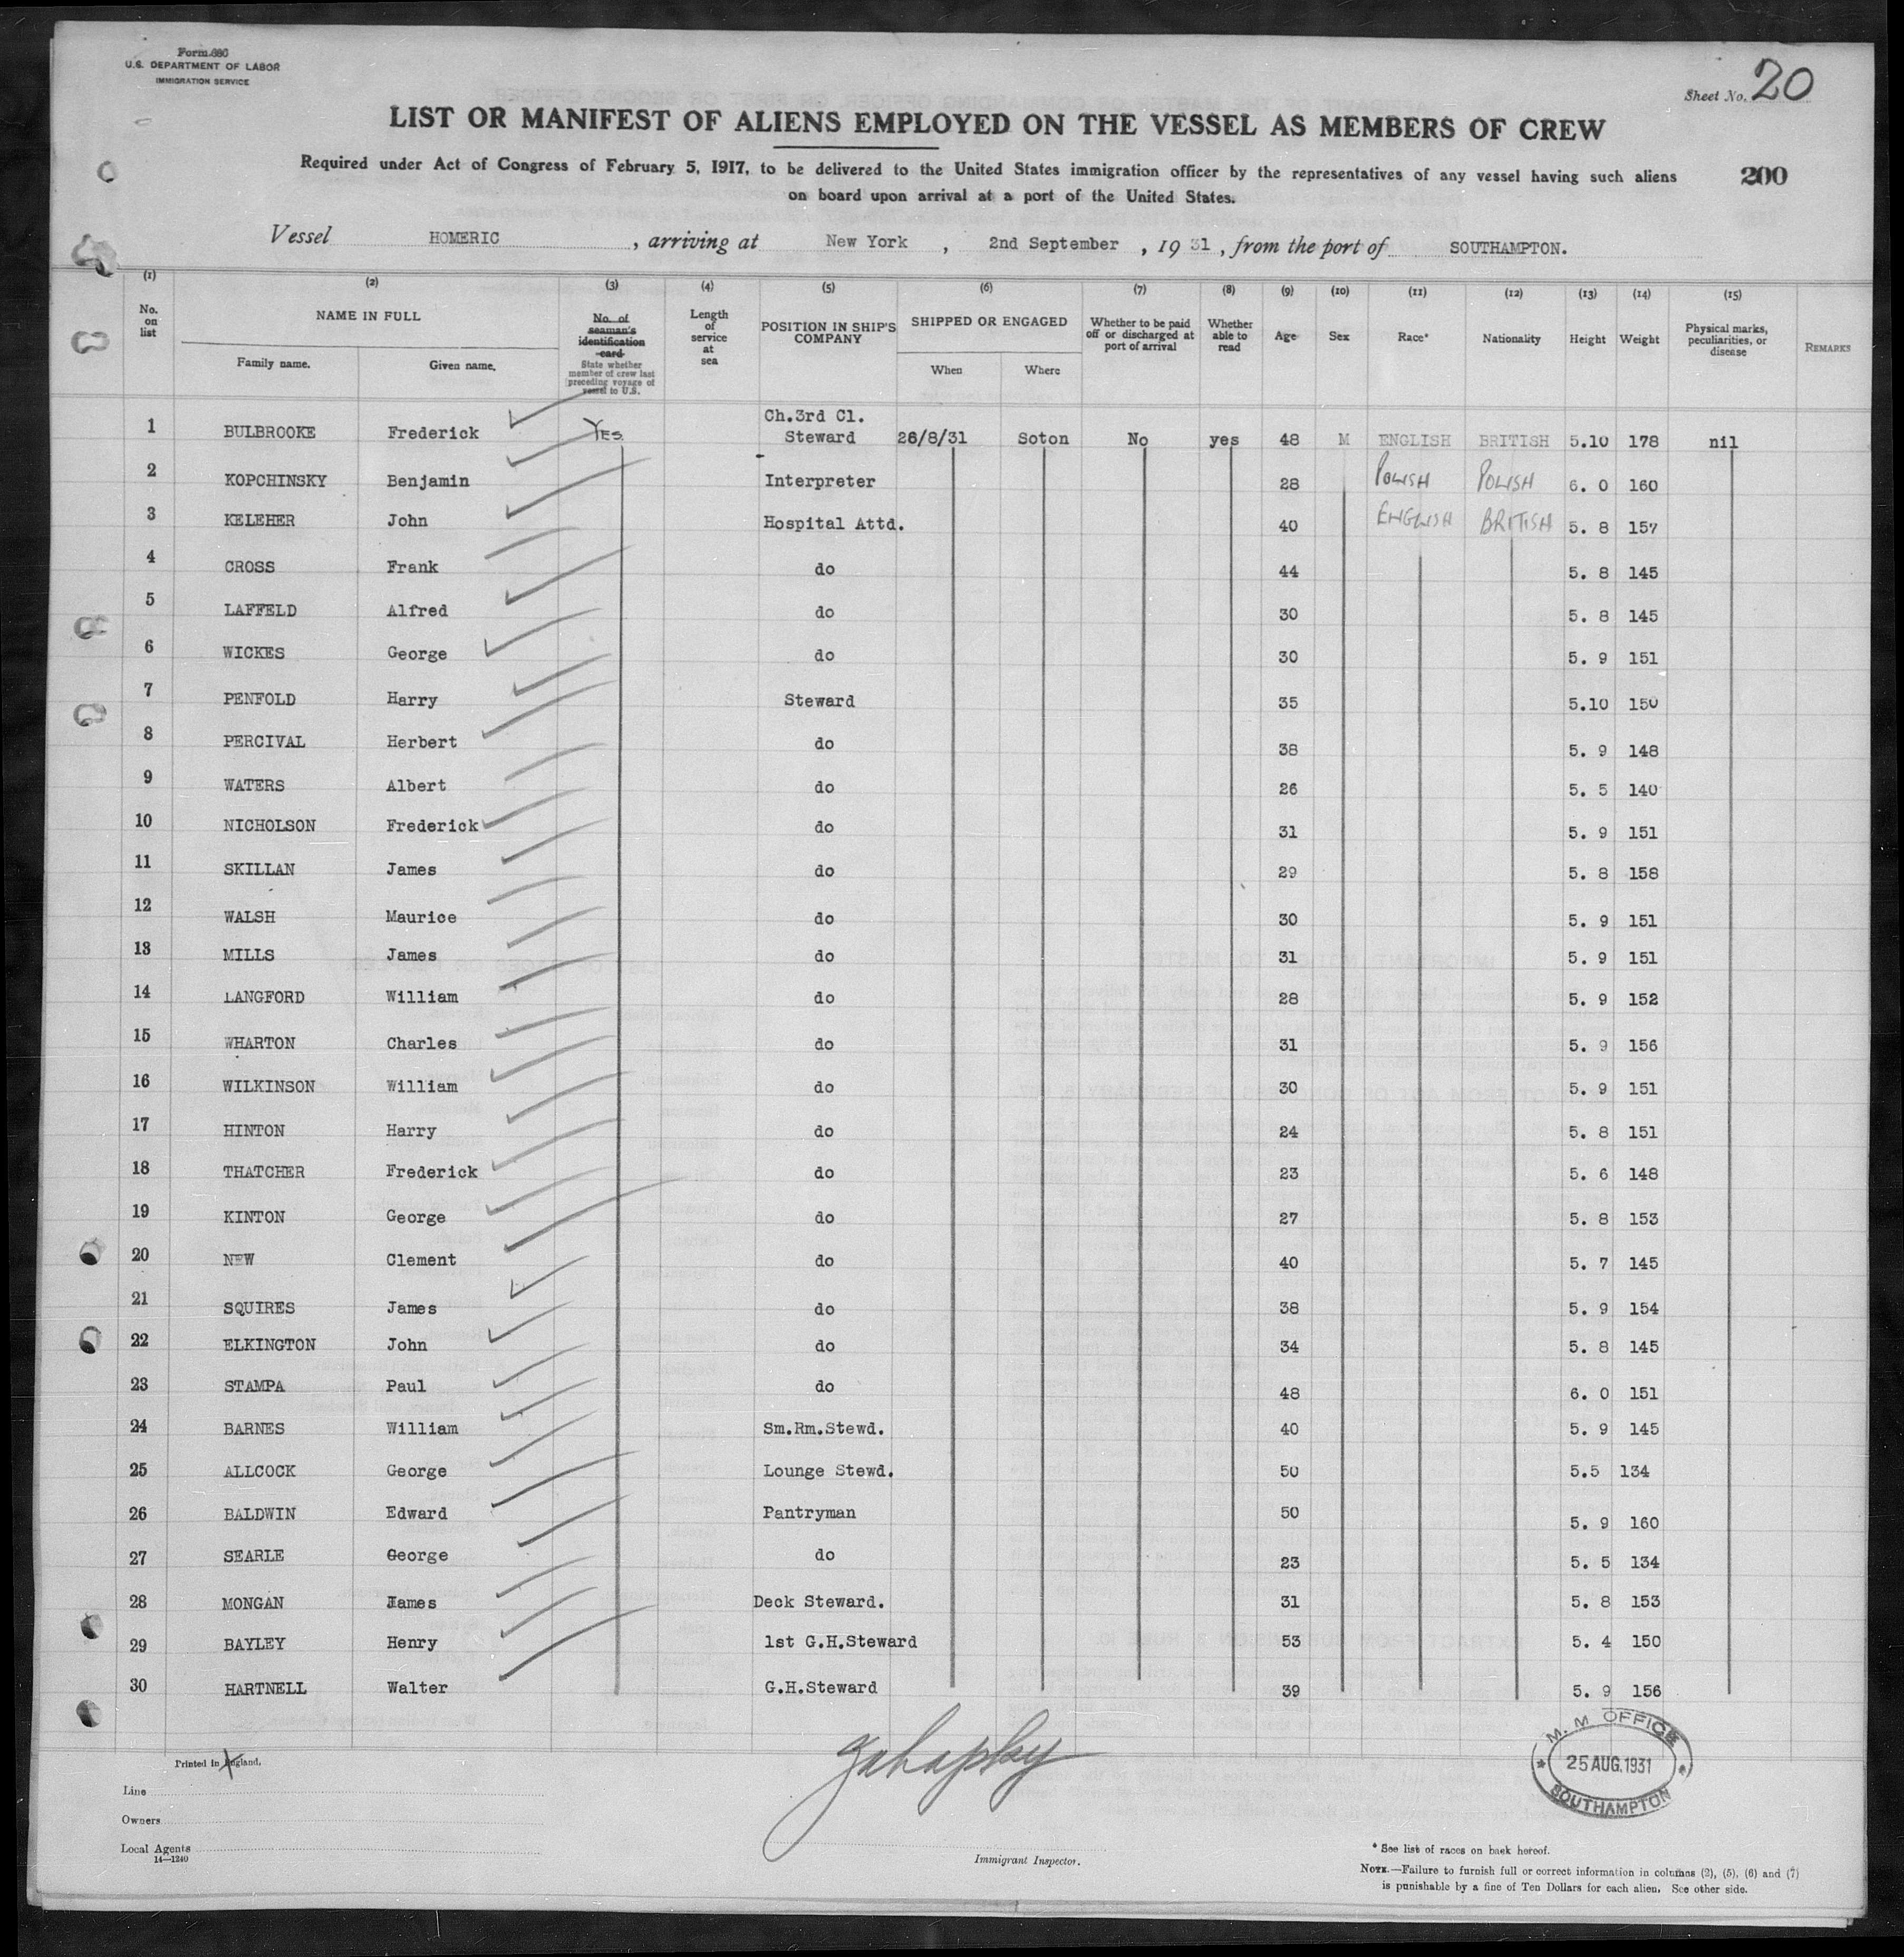 Form 680
U.S. DEPARTMENT OF LABOR
IMMIGRATION SERVICE
Sheet No. 20
LIST OR MANIFEST OF ALIENS EMPLOYED ON THE VESSEL AS MEMBERS OF CREW
Required under Act of Congress of February 5, 1917, to be delivered to the United States immigration officer by the representatives of any vessel having such aliens
on board upon arrival at a port of the United States.
200
Vessel HOMERIC, arriving at New York, 2nd September, 1931, from the port of SOUTHAMPTON.
(1) (2) (3) (4) (5) (6) (7) (8) (9) (10) (11) (12) (13) (14) (15)
No. on list
NAME IN FULL
Family name. Given name.
No. of seaman's identification card
State whether member of crew last preceding voyage of vessel to U.S.
Length of service at sea
POSITION IN SHIP'S COMPANY
SHIPPED OR ENGAGED
When Where
Whether to be paid off or discharged at port of arrival
Whether able to read
Age Sex Race* Nationality Height Weight
Physical marks, peculiarities, or disease
REMARKS
1 BULBROOKE Frederick YES. Ch.3rd Cl. Steward 26/8/31 Soton No yes 48 M ENGLISH BRITISH 5.10 178 nil
2 KOPCHINSKY Benjamin Interpreter 28 POLISH POLISH 6. 0 160
3 KELEHER John Hospital Attd. 40 ENGLISH BRITISH 5. 8 157
4 CROSS Frank do 44 5. 8 145
5 LAFFELD Alfred do 30 5. 8 145
6 WICKES George do 30 5. 9 151
7 PENFOLD Harry Steward 35 5.10 150
8 PERCIVAL Herbert do 38 5. 9 148
9 WATERS Albert do 26 5. 5 140
10 NICHOLSON Frederick do 31 5. 9 151
11 SKILLAN James do 29 5. 8 158
12 WALSH Maurice do 30 5. 9 151
13 MILLS James do 31 5. 9 151
14 LANGFORD William do 28 5. 9 152
15 WHARTON Charles do 31 5. 9 156
16 WILKINSON William do 30 5. 9 151
17 HINTON Harry do 24 5. 8 151
18 THATCHER Frederick do 23 5. 6 148
19 KINTON George do 27 5. 8 153
20 NEW Clement do 40 5. 7 145
21 SQUIRES James do 38 5. 9 154
22 ELKINGTON John do 34 5. 8 145
23 STAMPA Paul do 48 6. 0 151
24 BARNES William Sm.Rm.Stewd. 40 5. 9 145
25 ALLCOCK George Lounge Stewd. 50 5.5 134
26 BALDWIN Edward Pantryman 50 5. 9 160
27 SEARLE George do 23 5. 5 134
28 MONGAN James Deck Steward. 31 5. 8 153
29 BAYLEY Henry 1st G.H.Steward 53 5. 4 150
30 HARTNELL Walter G.H.Steward 39 5. 9 156
M. M OFFICE
25 AUG.1931
SOUTHAMPTON
Printed in England.
Line
Owners
Local Agents
14—1240
Immigrant Inspector.
* See list of races on back hereof.
NOTE.—Failure to furnish full or correct information in columns (2), (5), (6) and (7)
is punishable by a fine of Ten Dollars for each alien. See other side.